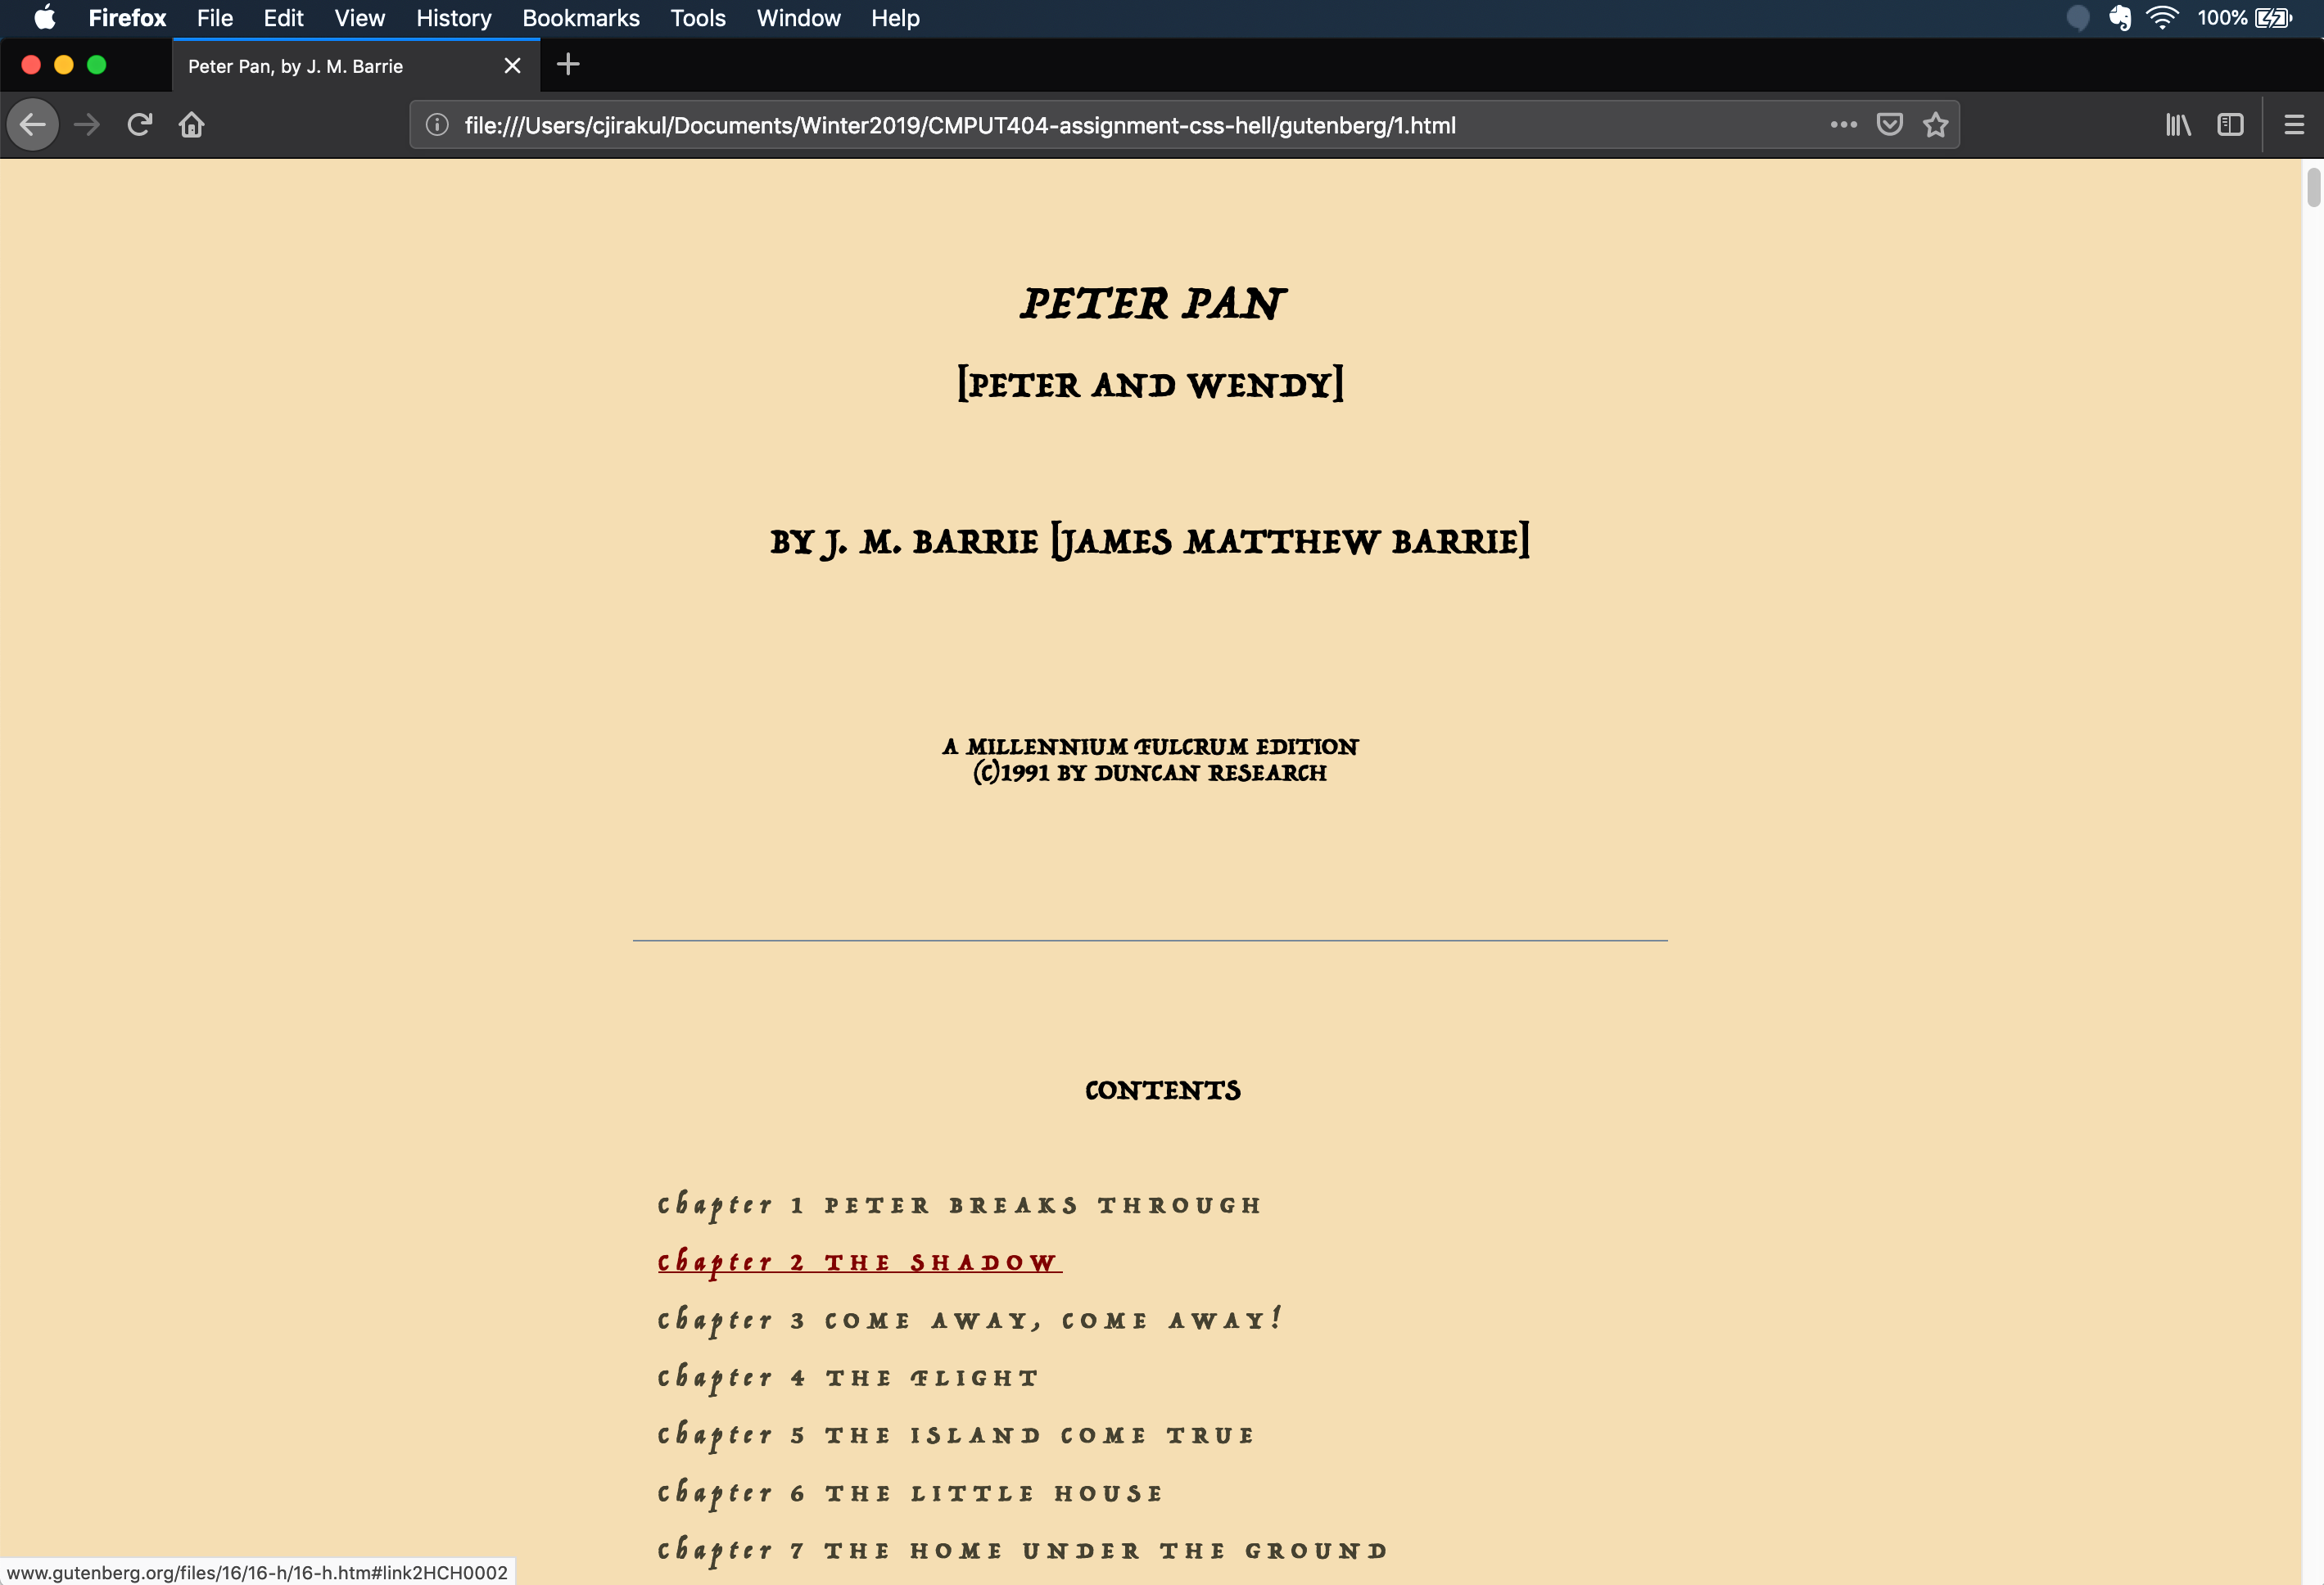 Firefox File Edit View History Bookmarks Tools Window Help 100%
Peter Pan, by J. M. Barrie
file:///Users/cjirakul/Documents/Winter2019/CMPUT404-assignment-css-hell/gutenberg/1.html
PETER PAN
[PETER AND WENDY]
BY J. M. BARRIE [JAMES MATTHEW BARRIE]
A MILLENNIUM FULCRUM EDITION
(C)1991 BY DUNCAN RESEARCH
CONTENTS
Chapter 1 PETER BREAKS THROUGH
Chapter 2 THE SHADOW
Chapter 3 COME AWAY, COME AWAY!
Chapter 4 THE FLIGHT
Chapter 5 THE ISLAND COME TRUE
Chapter 6 THE LITTLE HOUSE
Chapter 7 THE HOME UNDER THE GROUND
www.gutenberg.org/files/16/16-h/16-h.htm#link2HCH0002